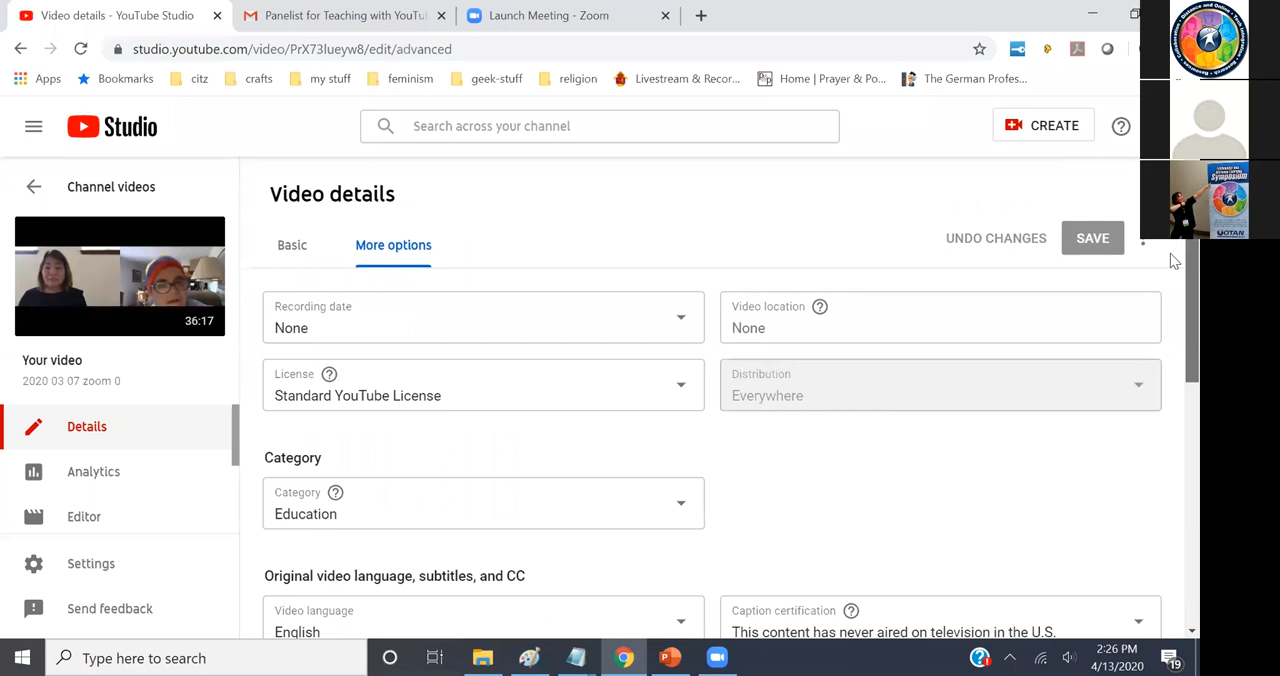 Video details - YouTube Studio
Panelist for Teaching with YouTu
Launch Meeting - Zoom
studio.youtube.com/video/PrX73lueyw8/edit/advanced
Apps
Bookmarks
citz
crafts
my stuff
feminism
geek-stuff
religion
Livestream & Recor...
Home | Prayer & Po...
The German Profes...
Studio
Search across your channel
CREATE
Channel videos
36:17
Your video
2020 03 07 zoom 0
Details
Analytics
Editor
Settings
Send feedback
Video details
Basic
More options
UNDO CHANGES
SAVE
Recording date
None
Video location
None
License
Standard YouTube License
Distribution
Everywhere
Category
Category
Education
Original video language, subtitles, and CC
Video language
English
Caption certification
This content has never aired on television in the U.S.
Symposium
OTAN
Type here to search
2:26 PM
4/13/2020
19